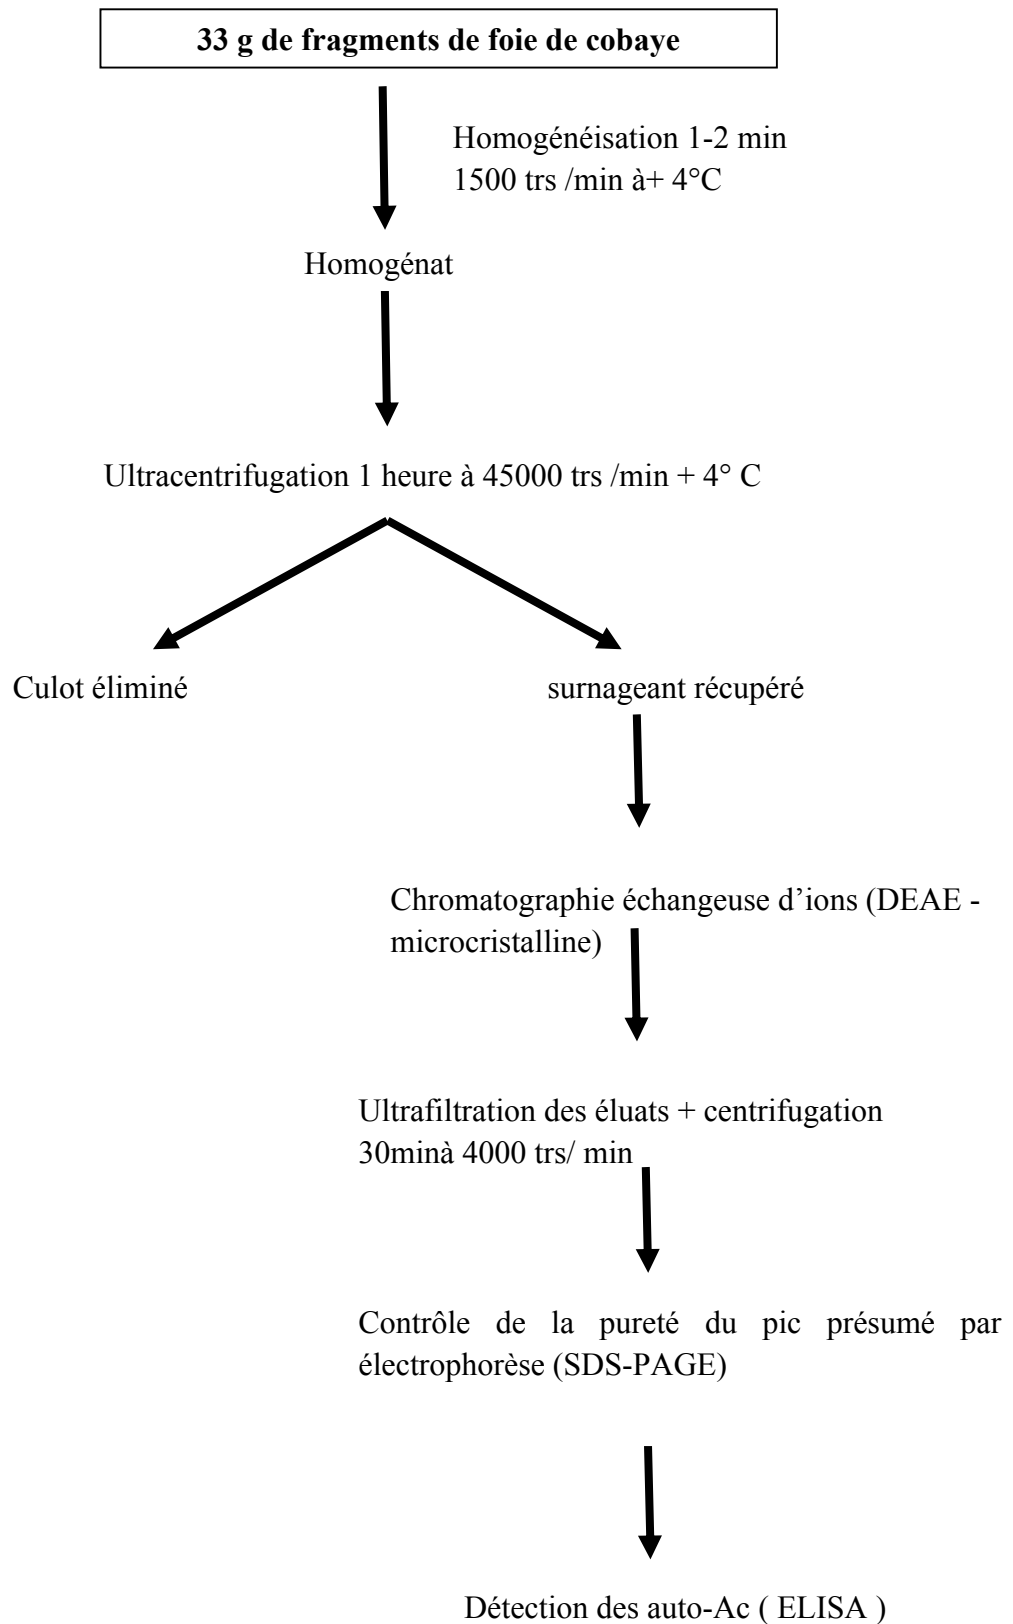 33 g de fragments de foie de cobaye
Homogénéisation 1-2 min
1500 trs /min à+ 4°C
Homogénat
Ultracentrifugation 1 heure à 45000 trs /min + 4° C
Culot éliminé
surnageant récupéré
Chromatographie échangeuse d’ions (DEAE -
microcristalline)
Ultrafiltration des éluats + centrifugation
30minà 4000 trs/ min
Contrôle de la pureté du pic présumé par
électrophorèse (SDS-PAGE)
Détection des auto-Ac ( ELISA )